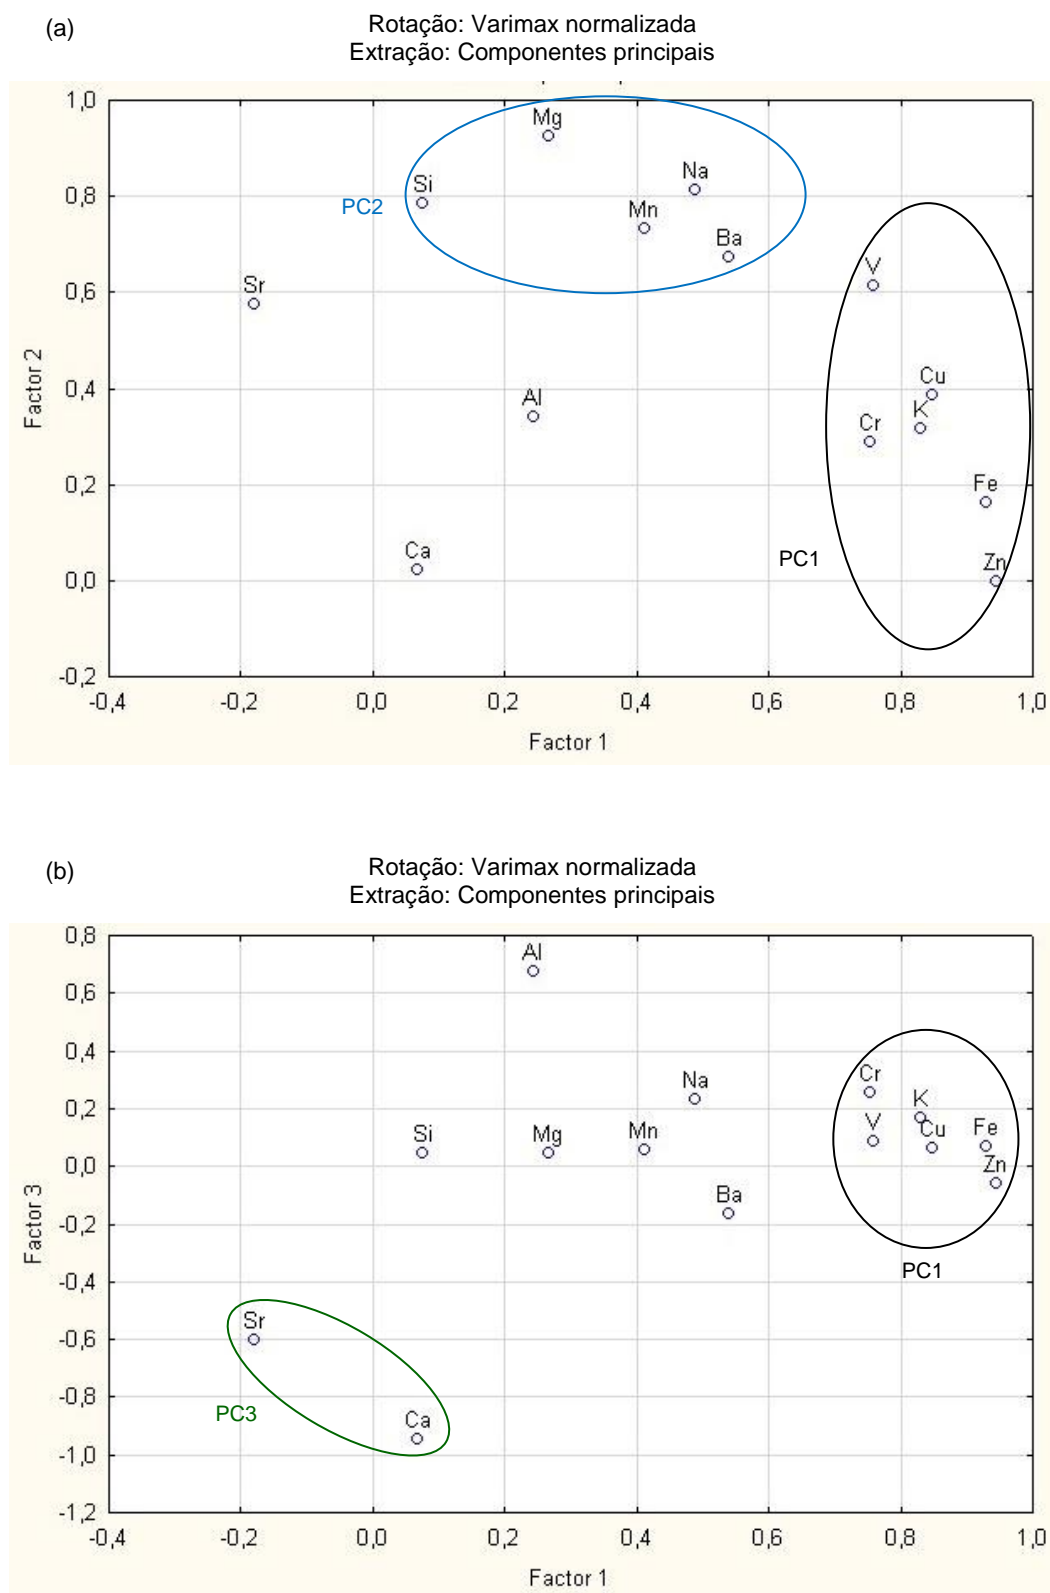 (a)
Rotação: Varimax normalizada
Extração: Componentes principais
1,0
0,8
0,6
0,4
0,2
0,0
-0,2
Factor 2
Mg
Si
Na
PC2
Mn
Ba
V
Sr
Cu
Al
Cr
K
Fe
Ca
PC1
Zn
-0,4
-0,2
0,0
0,2
0,4
0,6
0,8
1,0
Factor 1
(b)
Rotação: Varimax normalizada
Extração: Componentes principais
0,8
0,6
0,4
0,2
0,0
-0,2
-0,4
-0,6
-0,8
-1,0
-1,2
Factor 3
Al
Cr
Na
K
Si
Mg
Mn
V
Cu
Fe
Zn
Ba
PC1
Sr
PC3
Ca
-0,4
-0,2
0,0
0,2
0,4
0,6
0,8
1,0
Factor 1